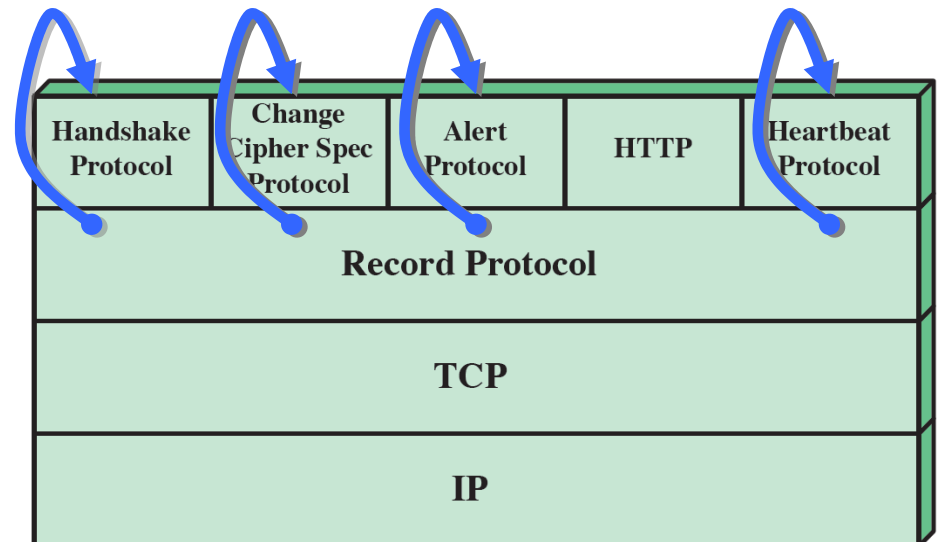 Handshake
Protocol
Change
Cipher Spec
Protocol
Alert
Protocol
HTTP
Heartbeat
Protocol
Record Protocol
TCP
IP